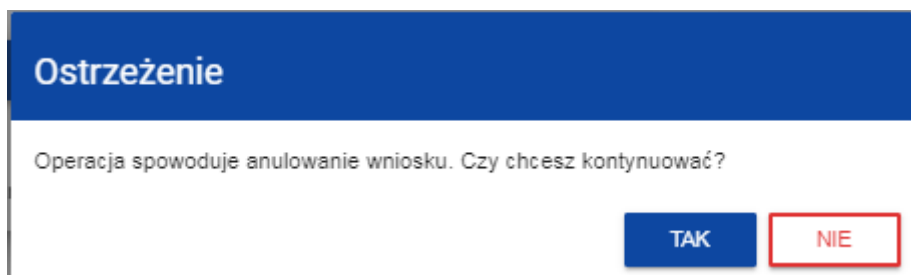 Ostrzeżenie
Operacja spowoduje anulowanie wniosku. Czy chcesz kontynuować?
TAK NIE